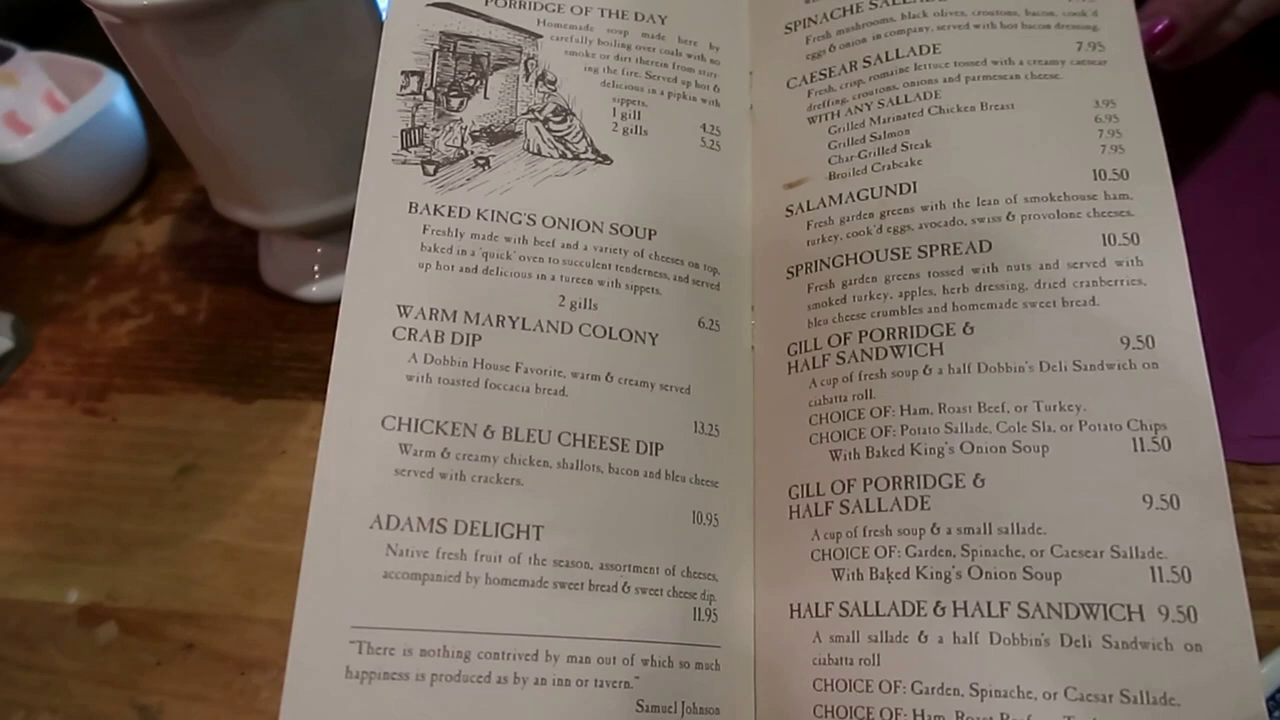 PORRIDGE OF THE DAY
Homemade soup made here by
carefully boiling over coals with no
smoke or dirt therein from stirr-
ing the fire. Served up hot &
delicious in a pipkin with
sippets.
1 gill 4.25
2 gills 5.25
BAKED KING'S ONION SOUP
Freshly made with beef and a variety of cheeses on top,
baked in a 'quick' oven to succulent tenderness, and served
up hot and delicious in a tureen with sippets.
2 gills
6.25
WARM MARYLAND COLONY
CRAB DIP
A Dobbin House Favorite, warm & creamy served
with toasted foccacia bread.
13.25
CHICKEN & BLEU CHEESE DIP
Warm & creamy chicken, shallots, bacon and bleu cheese
served with crackers.
10.95
ADAMS DELIGHT
Native fresh fruit of the season, assortment of cheeses,
accompanied by homemade sweet bread & sweet cheese dip.
11.95
"There is nothing contrived by man out of which so much
happiness is produced as by an inn or tavern."
Samuel Johnson
SPINACHE
Fresh mushrooms, black olives, croutons, bacon, cook'd
eggs & onion in company, served with hot bacon dressing.
CAESEAR SALLADE 7.95
Fresh, crisp, romaine lettuce tossed with a creamy caesear
dreffing, croutons, onions and parmesean cheese.
WITH ANY SALLADE
Grilled Marinated Chicken Breast 3.95
Grilled Salmon 6.95
Char-Grilled Steak 7.95
Broiled Crabcake 7.95
SALAMAGUNDI 10.50
Fresh garden greens with the lean of smokehouse ham,
turkey, cook'd eggs, avocado, swiss & provolone cheeses.
SPRINGHOUSE SPREAD 10.50
Fresh garden greens tossed with nuts and served with
smoked turkey, apples, herb dressing, dried cranberries,
bleu cheese crumbles and homemade sweet bread.
GILL OF PORRIDGE &
HALF SANDWICH 9.50
A cup of fresh soup & a half Dobbin's Deli Sandwich on
ciabatta roll.
CHOICE OF: Ham, Roast Beef, or Turkey.
CHOICE OF: Potato Sallade, Cole Sla, or Potato Chips
With Baked King's Onion Soup 11.50
GILL OF PORRIDGE &
HALF SALLADE 9.50
A cup of fresh soup & a small sallade.
CHOICE OF: Garden, Spinache, or Caesear Sallade.
With Baked King's Onion Soup 11.50
HALF SALLADE & HALF SANDWICH 9.50
A small sallade & a half Dobbin's Deli Sandwich on
ciabatta roll
CHOICE OF: Garden, Spinache, or Caesar Sallade.
CHOICE OF: Ham, Roast Beef, or